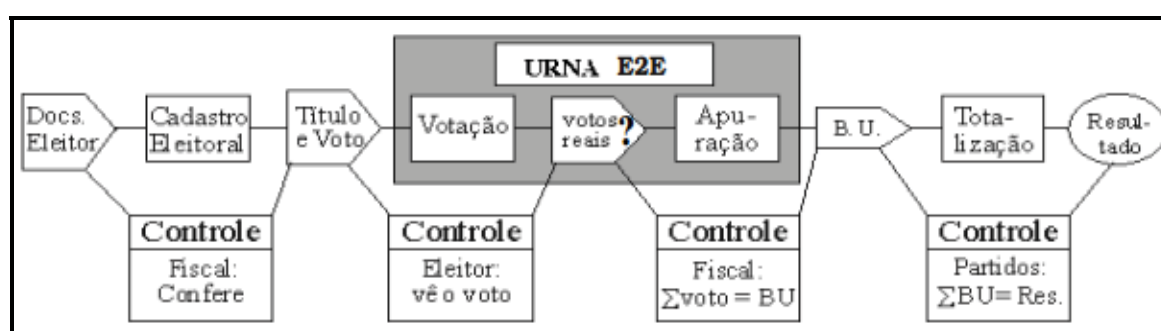 URNA E2E
Docs.
Eleitor
Cadastro
Eleitoral
Título
e Voto
Votação
votos
reais ?
Apu-
ração
B. U.
Tota-
lização
Resul-
tado
Controle
Fiscal:
Confere
Controle
Eleitor:
vê o voto
Controle
Fiscal:
∑voto = BU
Controle
Partidos:
∑BU= Res.